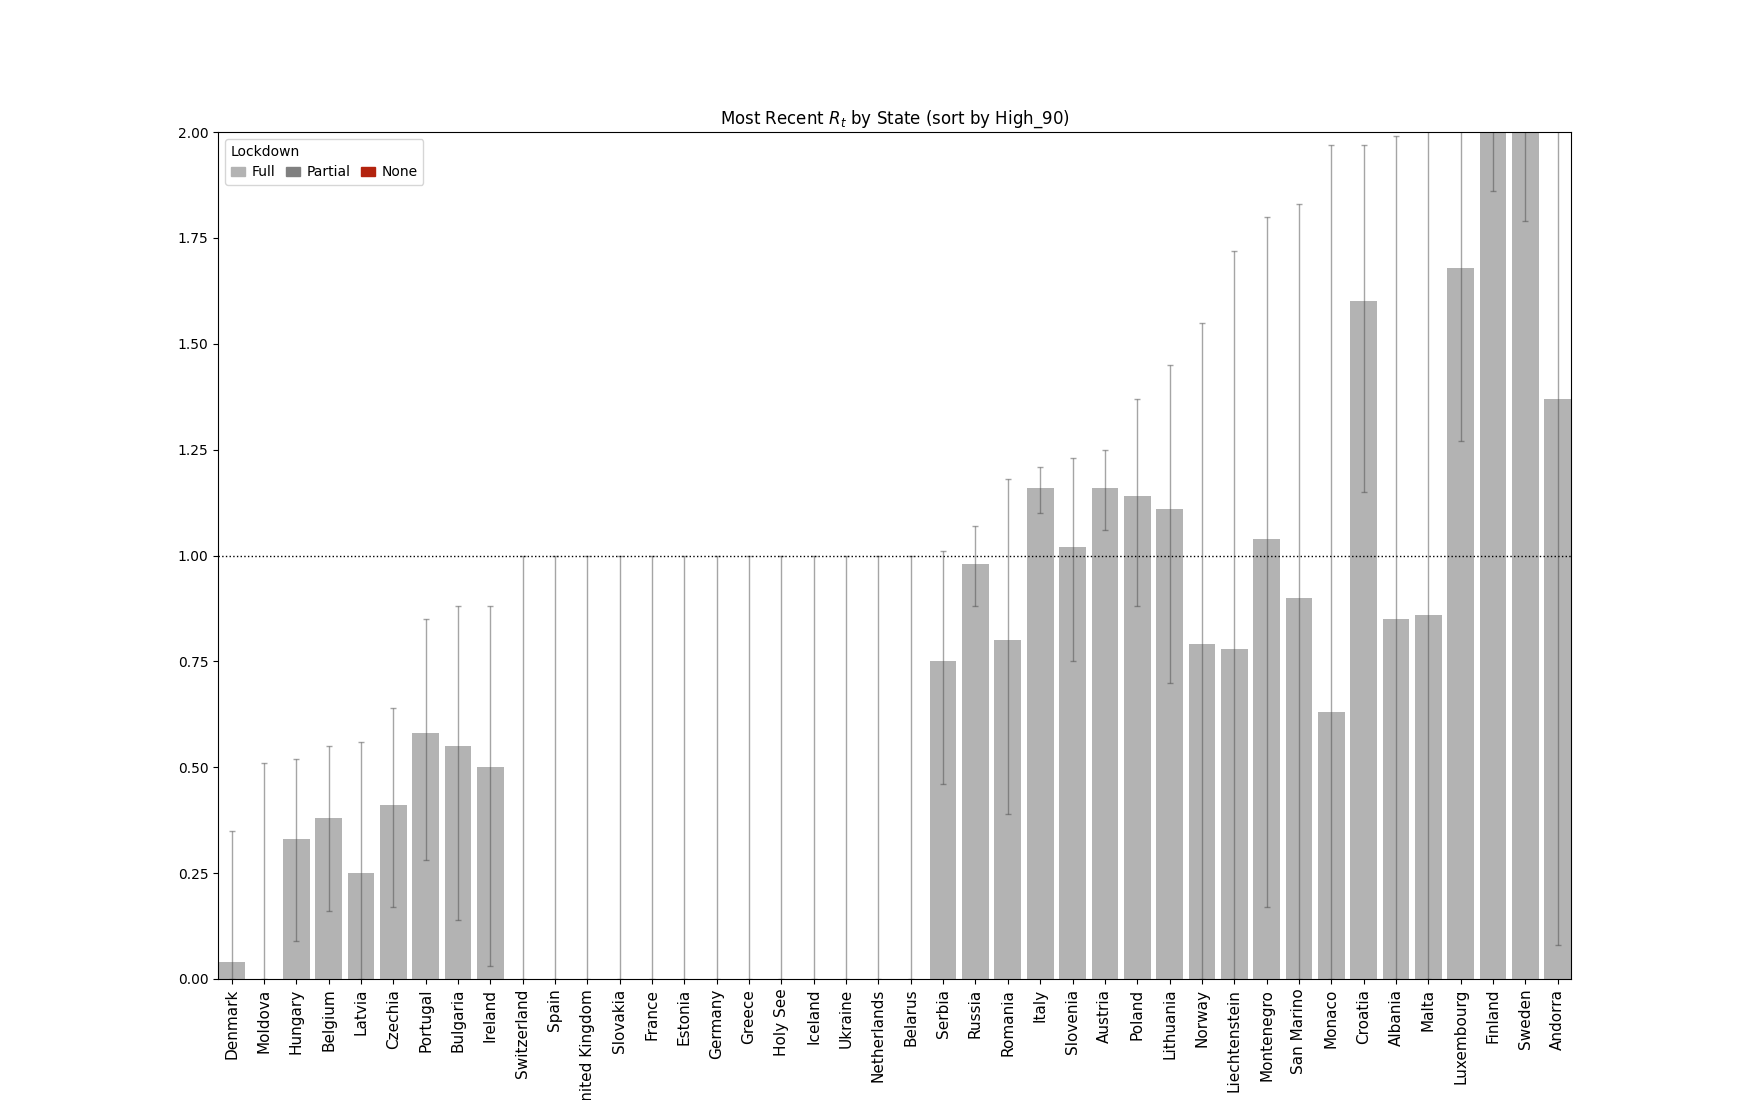 Most Recent R_t by State (sort by High_90)
2.00
Lockdown
Full Partial None
1.75
1.50
1.25
1.00
0.75
0.50
0.25
0.00
Denmark
Moldova
Hungary
Belgium
Latvia
Czechia
Portugal
Bulgaria
Ireland
Switzerland
Spain
nited Kingdom
Slovakia
France
Estonia
Germany
Greece
Holy See
Iceland
Ukraine
Netherlands
Belarus
Serbia
Russia
Romania
Italy
Slovenia
Austria
Poland
Lithuania
Norway
Liechtenstein
Montenegro
San Marino
Monaco
Croatia
Albania
Malta
Luxembourg
Finland
Sweden
Andorra